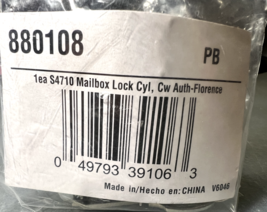 880108
PB
1ea S4710 Mailbox Lock Cyl, Cw Auth-Florence
0 49793 39106 3
Made in/Hecho en: CHINA V6046